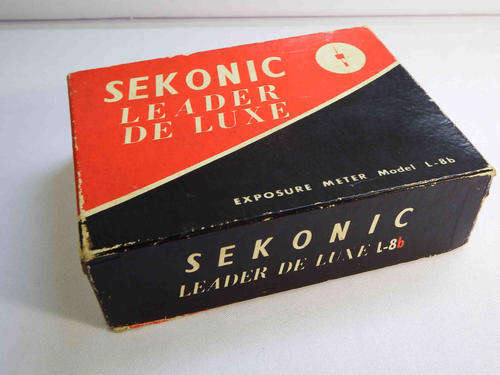 SEKONIC
LEADER
DE LUXE
EXPOSURE METER Model L-8b
SEKONIC
LEADER DE LUXE L-8b